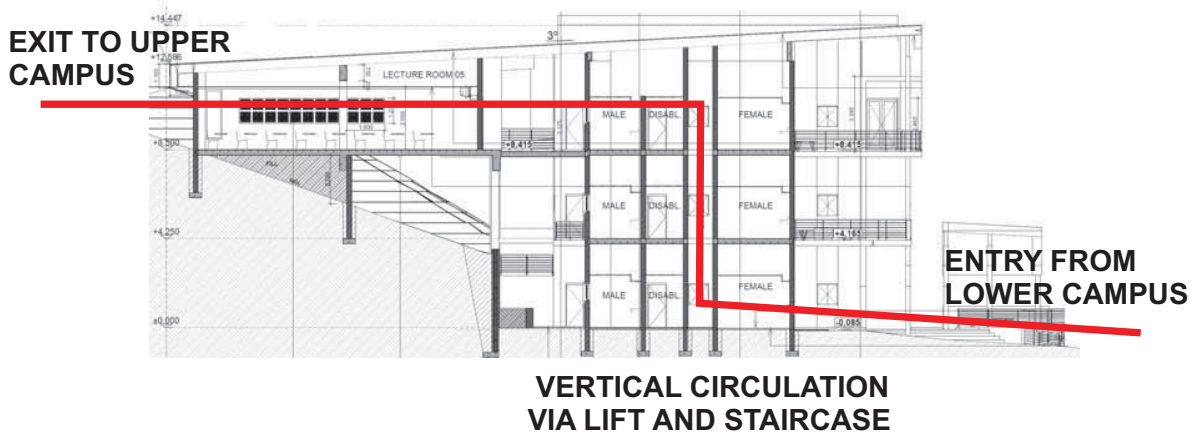 +14.447
EXIT TO UPPER
CAMPUS
+12.586
3º
LECTURE ROOM 05
MALE
DISABL.
FEMALE
+8.415
+8.415
+8.500
FILL
MALE
DISABL.
FEMALE
+4.250
+4.165
ENTRY FROM
LOWER CAMPUS
MALE
DISABL.
FEMALE
±0.000
-0.085
VERTICAL CIRCULATION
VIA LIFT AND STAIRCASE